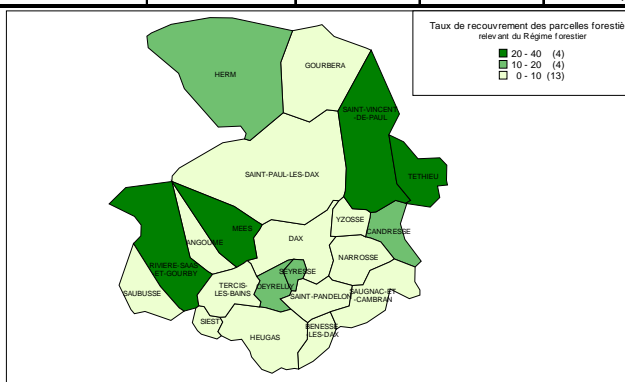 Taux de recouvrement des parcelles forestiè
relevant du Régime forestier
20 - 40 (4)
10 - 20 (4)
0 - 10 (13)
HERM
GOURBERA
SAINT-VINCENT
-DE-PAUL
SAINT-PAUL-LES-DAX
TETHIEU
YZOSSE
CANDRESSE
MEES
DAX
ANGOUME
NARROSSE
RIVIERE-SAAS
-ET-GOURBY
SEYRESSE
OEYRELUY
TERCIS-
LES-BAINS
SAUBUSSE
SAINT-PANDELON
SAUGNAC-ET
-CAMBRAN
SIEST
BENESSE
-LES-DAX
HEUGAS